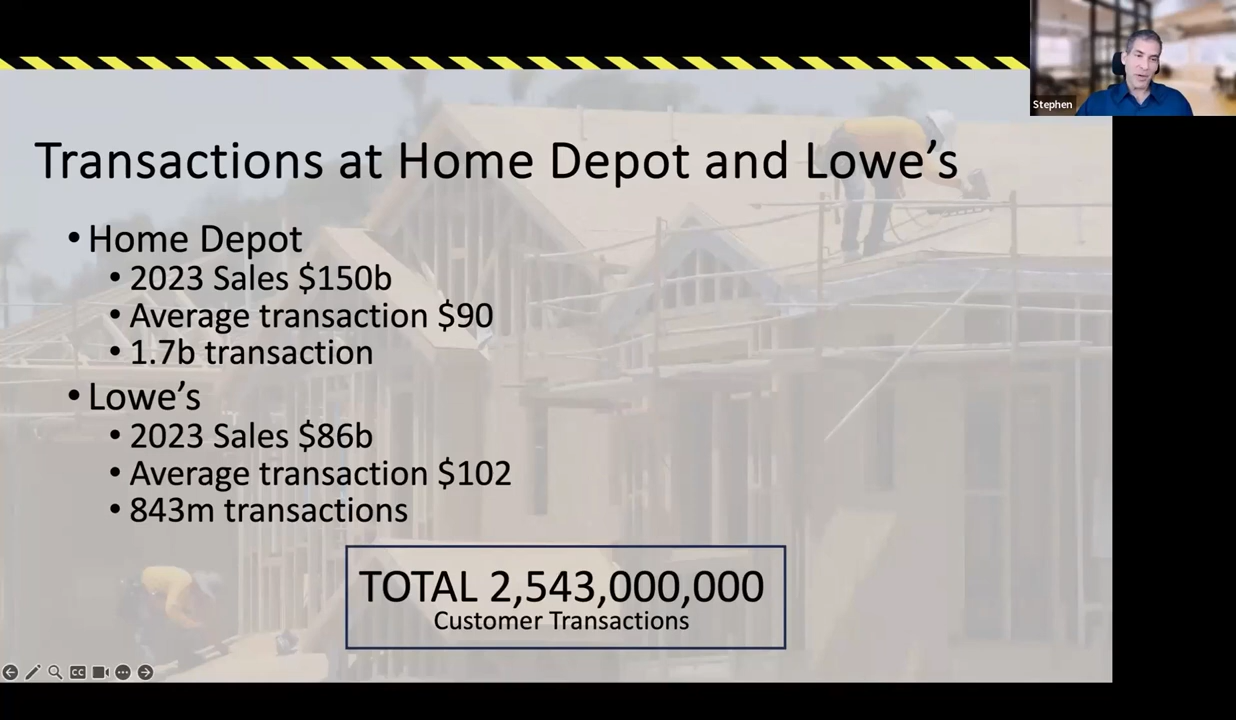 Stephen
Transactions at Home Depot and Lowe’s
• Home Depot
• 2023 Sales $150b
• Average transaction $90
• 1.7b transaction
• Lowe’s
• 2023 Sales $86b
• Average transaction $102
• 843m transactions
TOTAL 2,543,000,000
Customer Transactions
CC